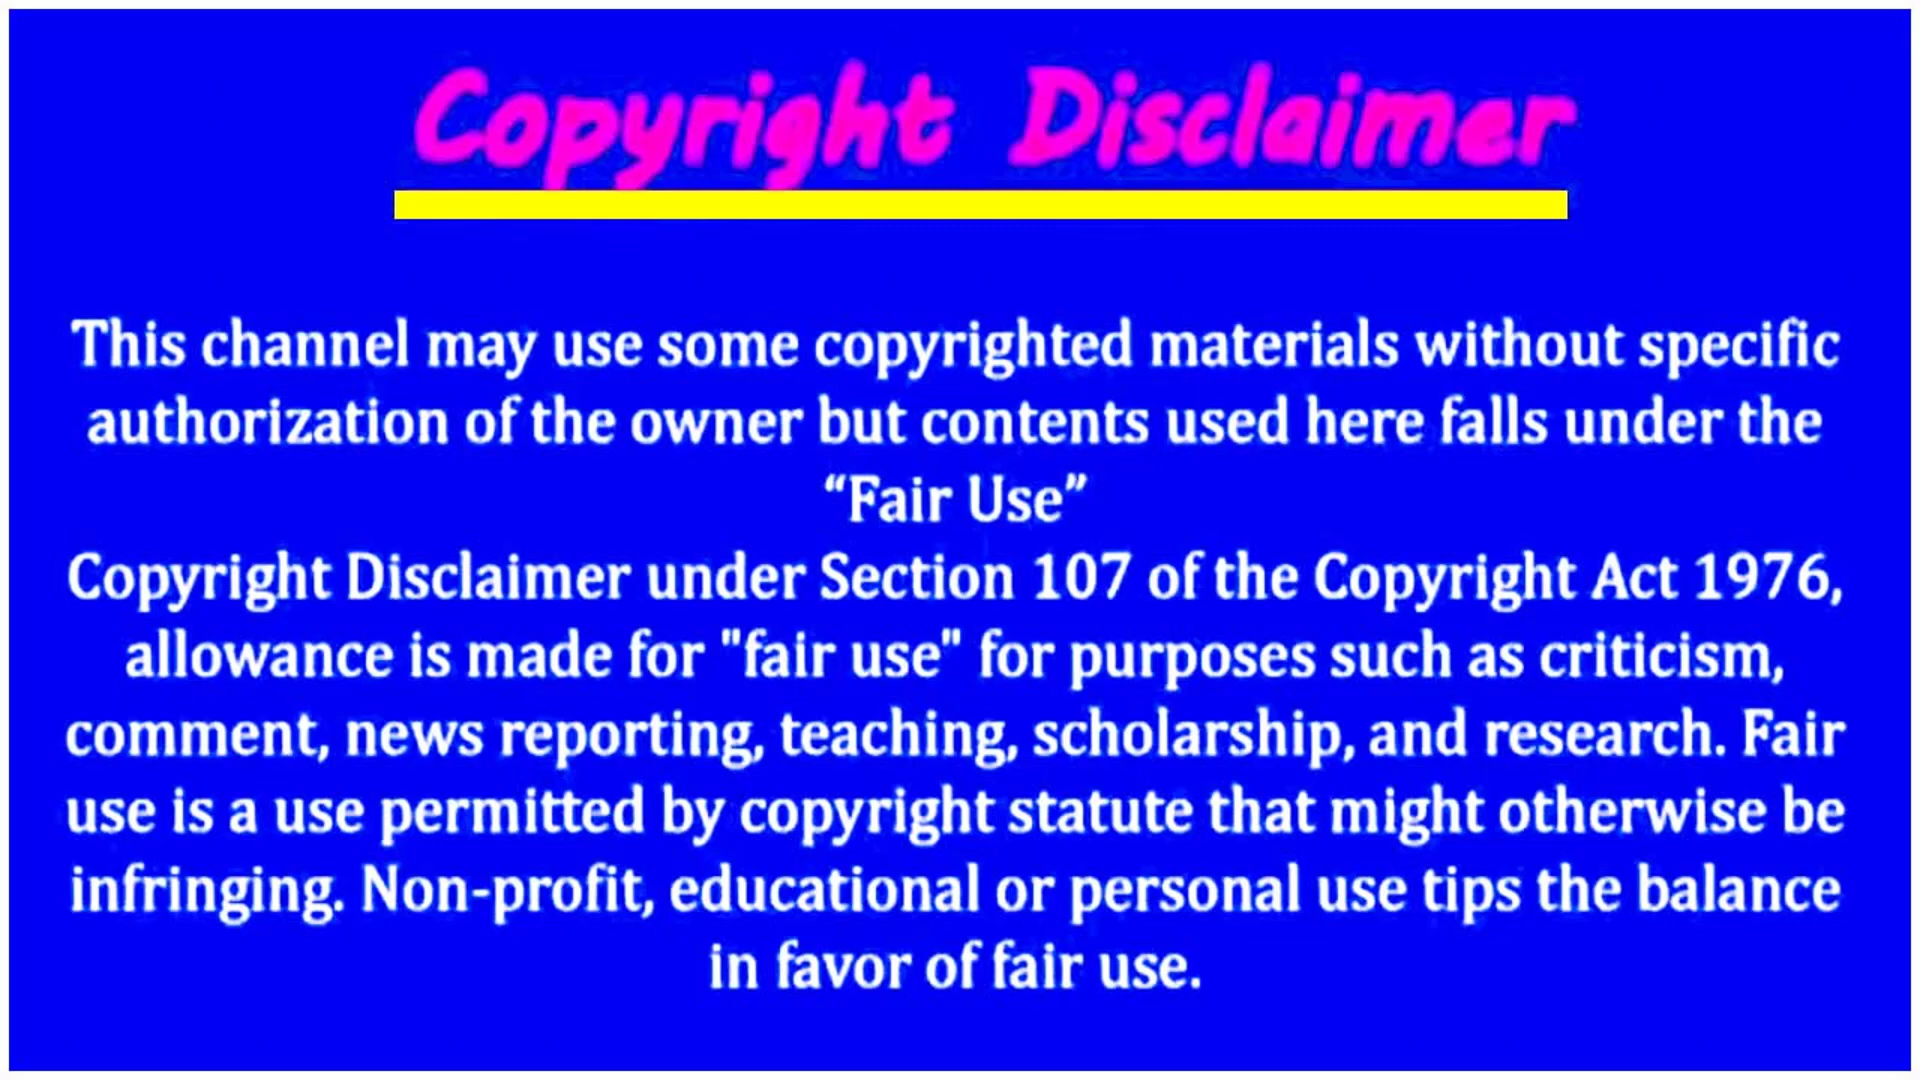 Copyright Disclaimer
This channel may use some copyrighted materials without specific
authorization of the owner but contents used here falls under the
“Fair Use”
Copyright Disclaimer under Section 107 of the Copyright Act 1976,
allowance is made for "fair use" for purposes such as criticism,
comment, news reporting, teaching, scholarship, and research. Fair
use is a use permitted by copyright statute that might otherwise be
infringing. Non-profit, educational or personal use tips the balance
in favor of fair use.